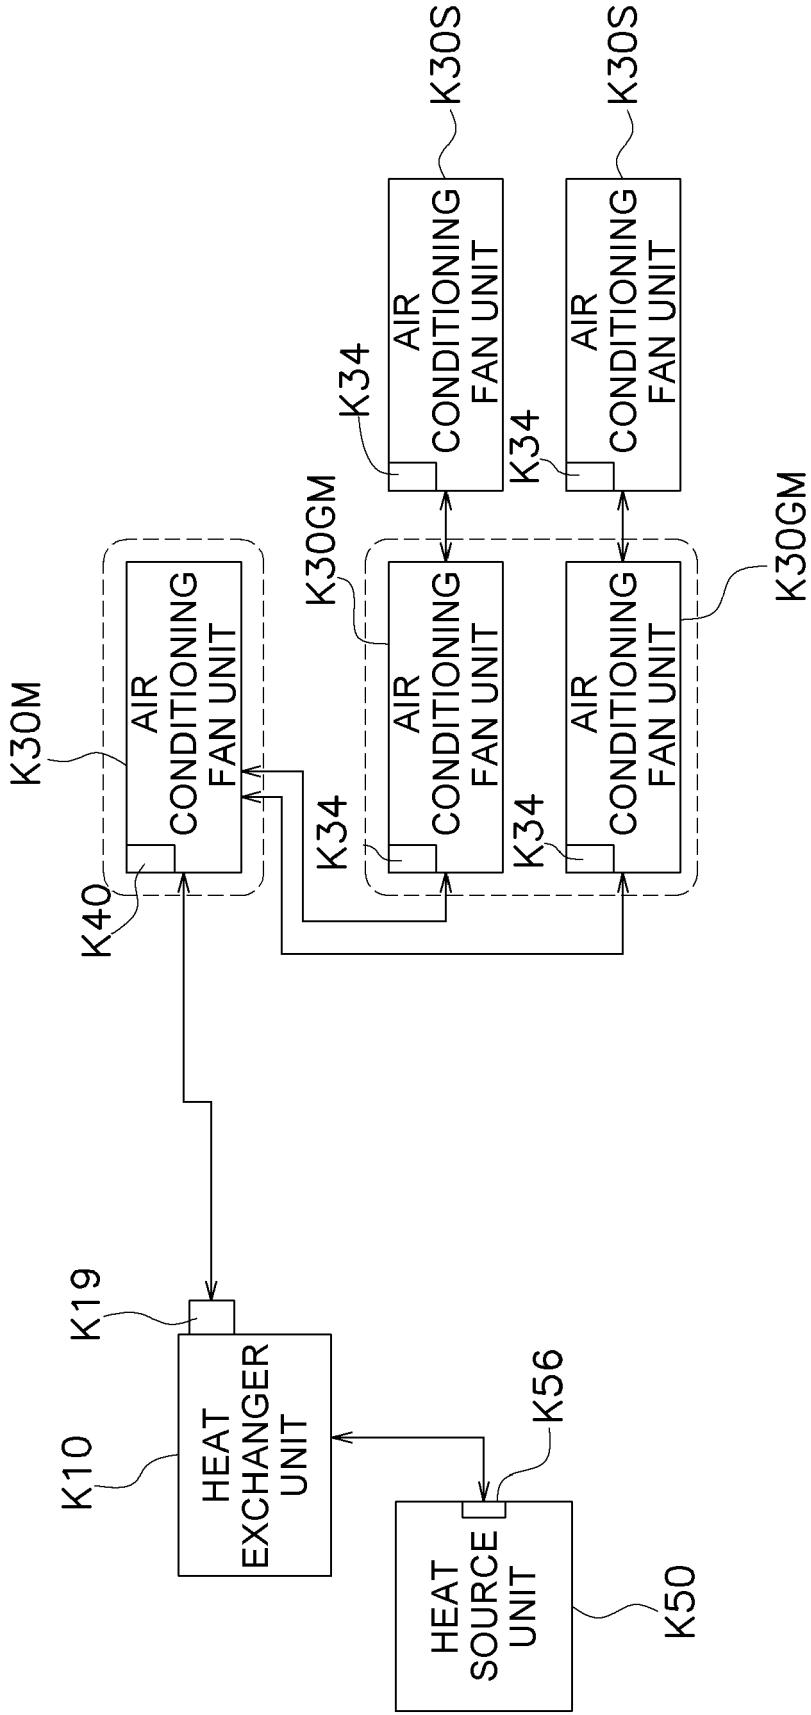 K10
K19
HEAT
EXCHANGER
UNIT
HEAT
SOURCE
UNIT
K56
K50
K30M
K40
AIR
CONDITIONING
FAN UNIT
K30GM
K34
AIR
CONDITIONING
FAN UNIT
K34
AIR
CONDITIONING
FAN UNIT
K30GM
K34
AIR
CONDITIONING
FAN UNIT
K30S
K34
AIR
CONDITIONING
FAN UNIT
K30S